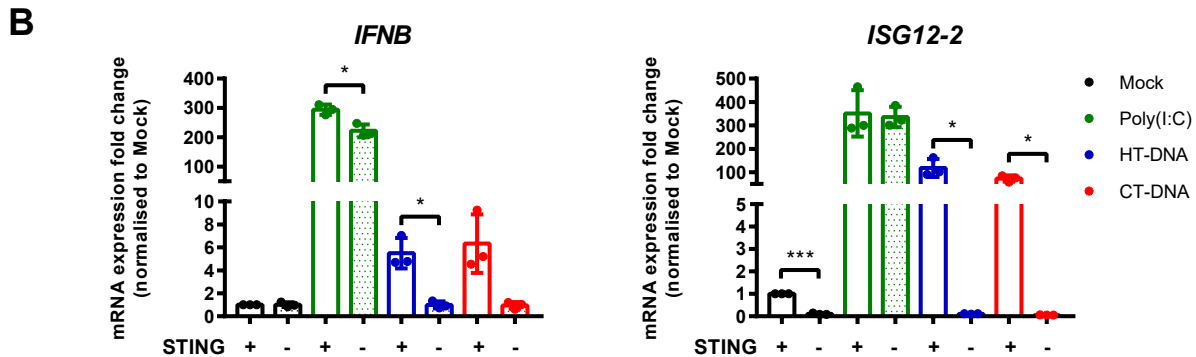 B
IFNB
mRNA expression fold change
(normalised to Mock)
400
300
200
100
10
8
6
4
2
0
*
*
STING + - + - + - + -
ISG12-2
mRNA expression fold change
(normalised to Mock)
500
400
300
200
100
5
4
3
2
1
0
***
*
*
STING + - + - + - + -
Mock
Poly(I:C)
HT-DNA
CT-DNA